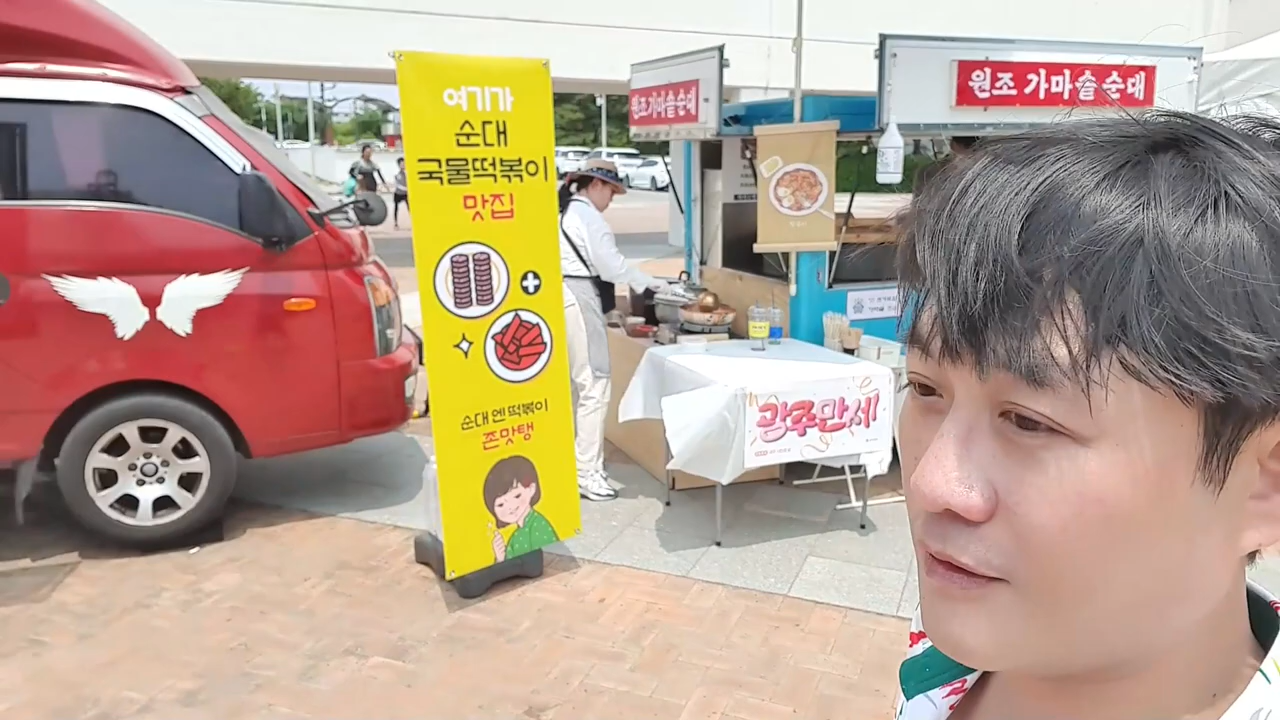 여기가
순대
국물떡볶이
맛집
순대 엔 떡볶이
존맛탱
원조 가마솥순대
원조 가마솥순대
광주만세